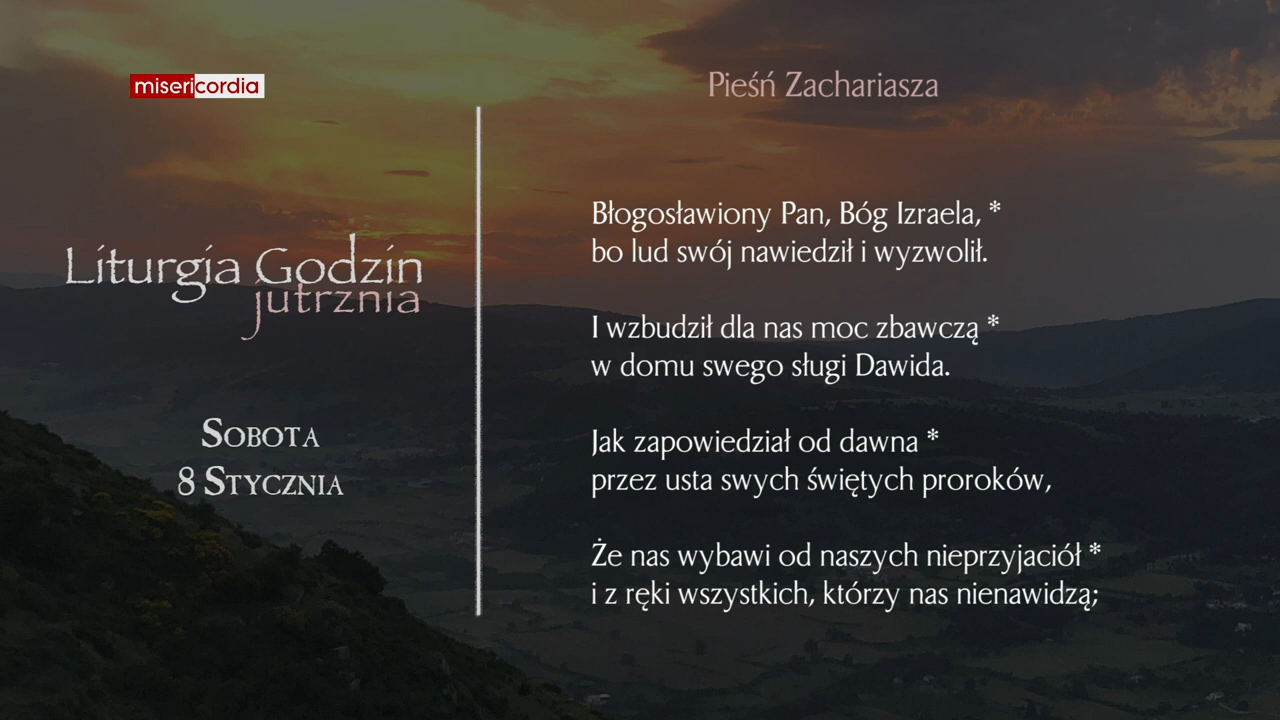 misericordia
Liturgia Godzin
jutrznia
Sobota
8 Stycznia
Pieśń Zachariasza
Błogosławiony Pan, Bóg Izraela, *
bo lud swój nawiedził i wyzwolił.
I wzbudził dla nas moc zbawczą *
w domu swego sługi Dawida.
Jak zapowiedział od dawna *
przez usta swych świętych proroków,
Że nas wybawi od naszych nieprzyjaciół *
i z ręki wszystkich, którzy nas nienawidzą;